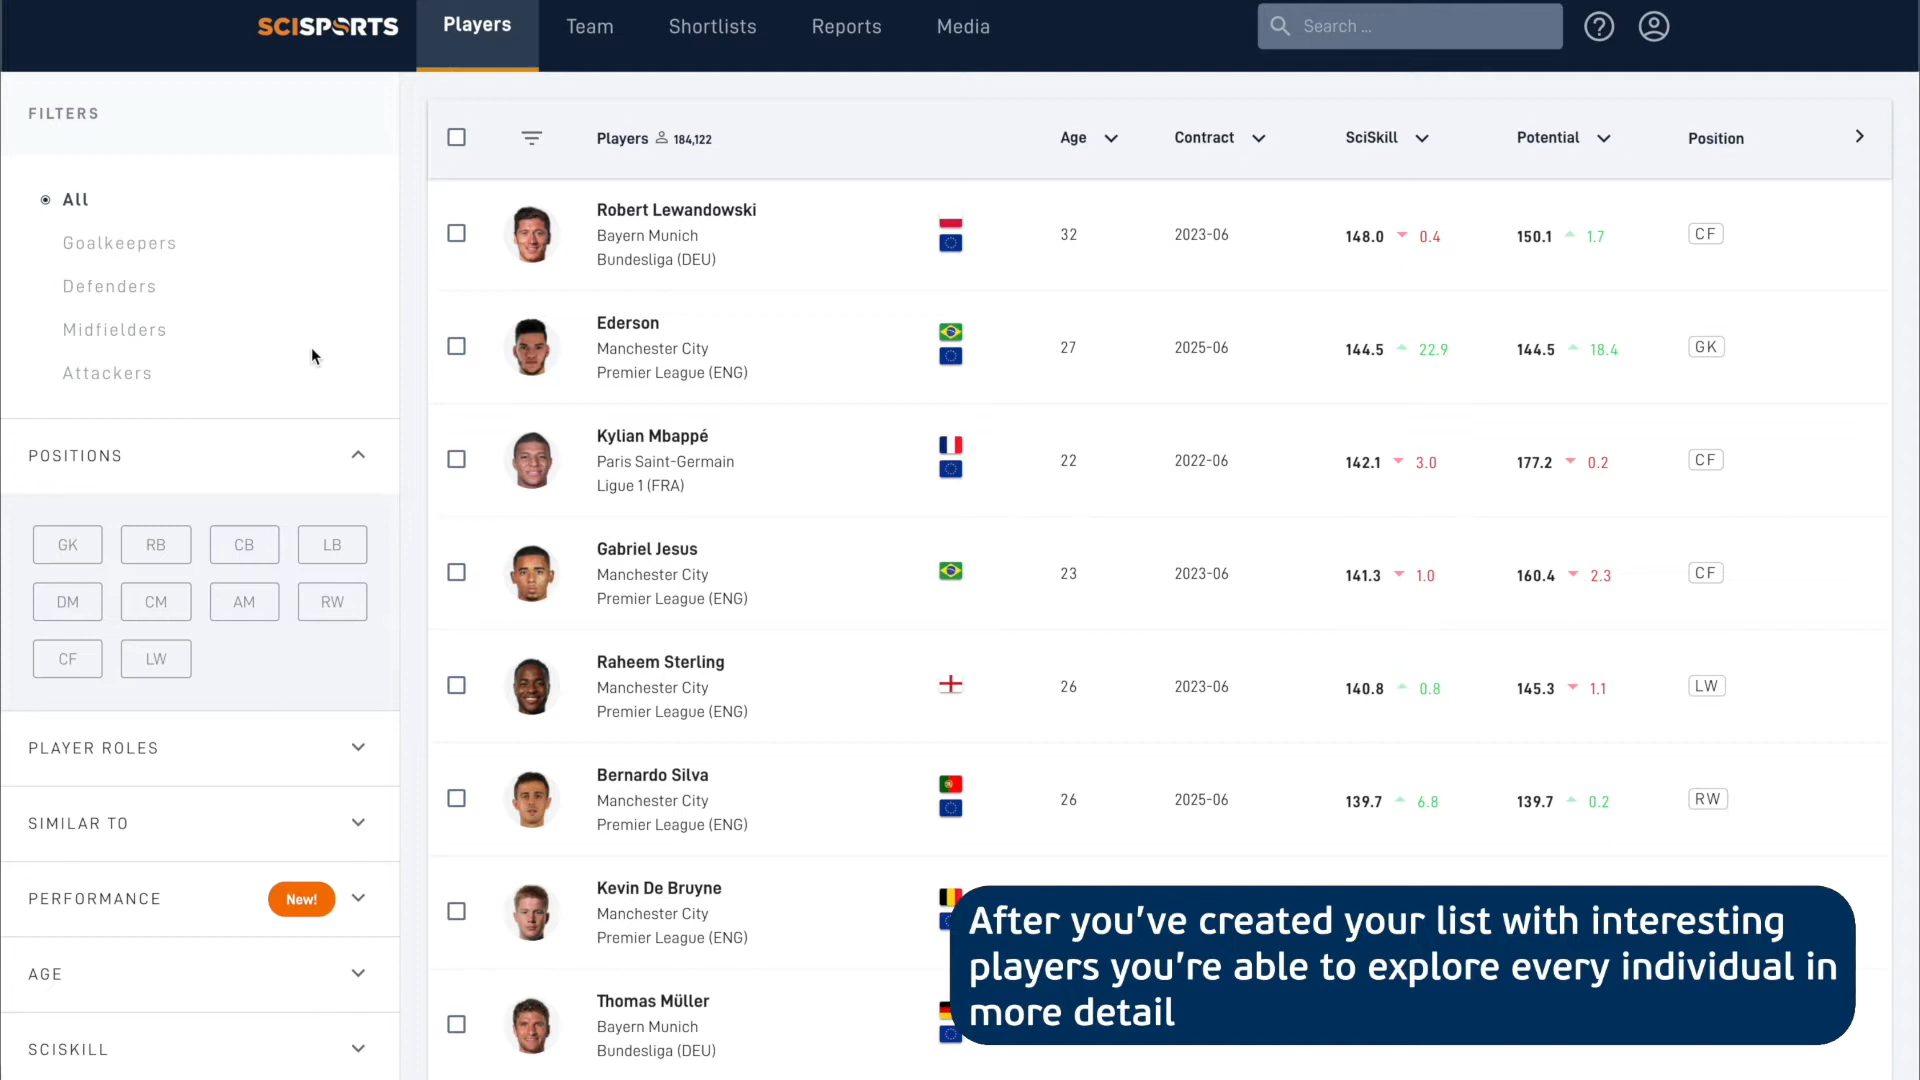 SCISPORTS
Players
Team
Shortlists
Reports
Media
Search ...
FILTERS
All
Goalkeepers
Defenders
Midfielders
Attackers
POSITIONS
GK RB CB LB
DM CM AM RW
CF LW
PLAYER ROLES
SIMILAR TO
PERFORMANCE New!
AGE
SCISKILL
Players 184,122 Age Contract SciSkill Potential Position
Robert Lewandowski
Bayern Munich
Bundesliga (DEU)
32 2023-06 148.0 0.4 150.1 1.7 CF
Ederson
Manchester City
Premier League (ENG)
27 2025-06 144.5 22.9 144.5 18.4 GK
Kylian Mbappé
Paris Saint-Germain
Ligue 1 (FRA)
22 2022-06 142.1 3.0 177.2 0.2 CF
Gabriel Jesus
Manchester City
Premier League (ENG)
23 2023-06 141.3 1.0 160.4 2.3 CF
Raheem Sterling
Manchester City
Premier League (ENG)
26 2023-06 140.8 0.8 145.3 1.1 LW
Bernardo Silva
Manchester City
Premier League (ENG)
26 2025-06 139.7 6.8 139.7 0.2 RW
Kevin De Bruyne
Manchester City
Premier League (ENG)
Thomas Müller
Bayern Munich
Bundesliga (DEU)
After you've created your list with interesting
players you're able to explore every individual in
more detail